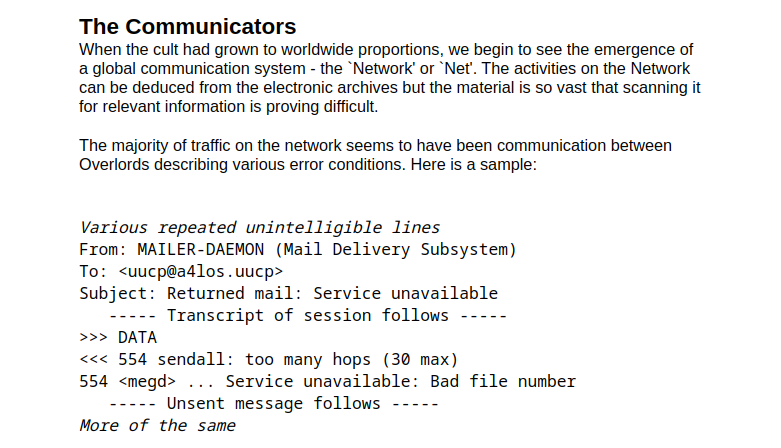 The Communicators
When the cult had grown to worldwide proportions, we begin to see the emergence of
a global communication system - the `Network' or `Net'. The activities on the Network
can be deduced from the electronic archives but the material is so vast that scanning it
for relevant information is proving difficult.
The majority of traffic on the network seems to have been communication between
Overlords describing various error conditions. Here is a sample:
Various repeated unintelligible lines
From: MAILER-DAEMON (Mail Delivery Subsystem)
To: <uucp@a4los.uucp>
Subject: Returned mail: Service unavailable
----- Transcript of session follows -----
>>> DATA
<<< 554 sendall: too many hops (30 max)
554 <megd> ... Service unavailable: Bad file number
----- Unsent message follows -----
More of the same